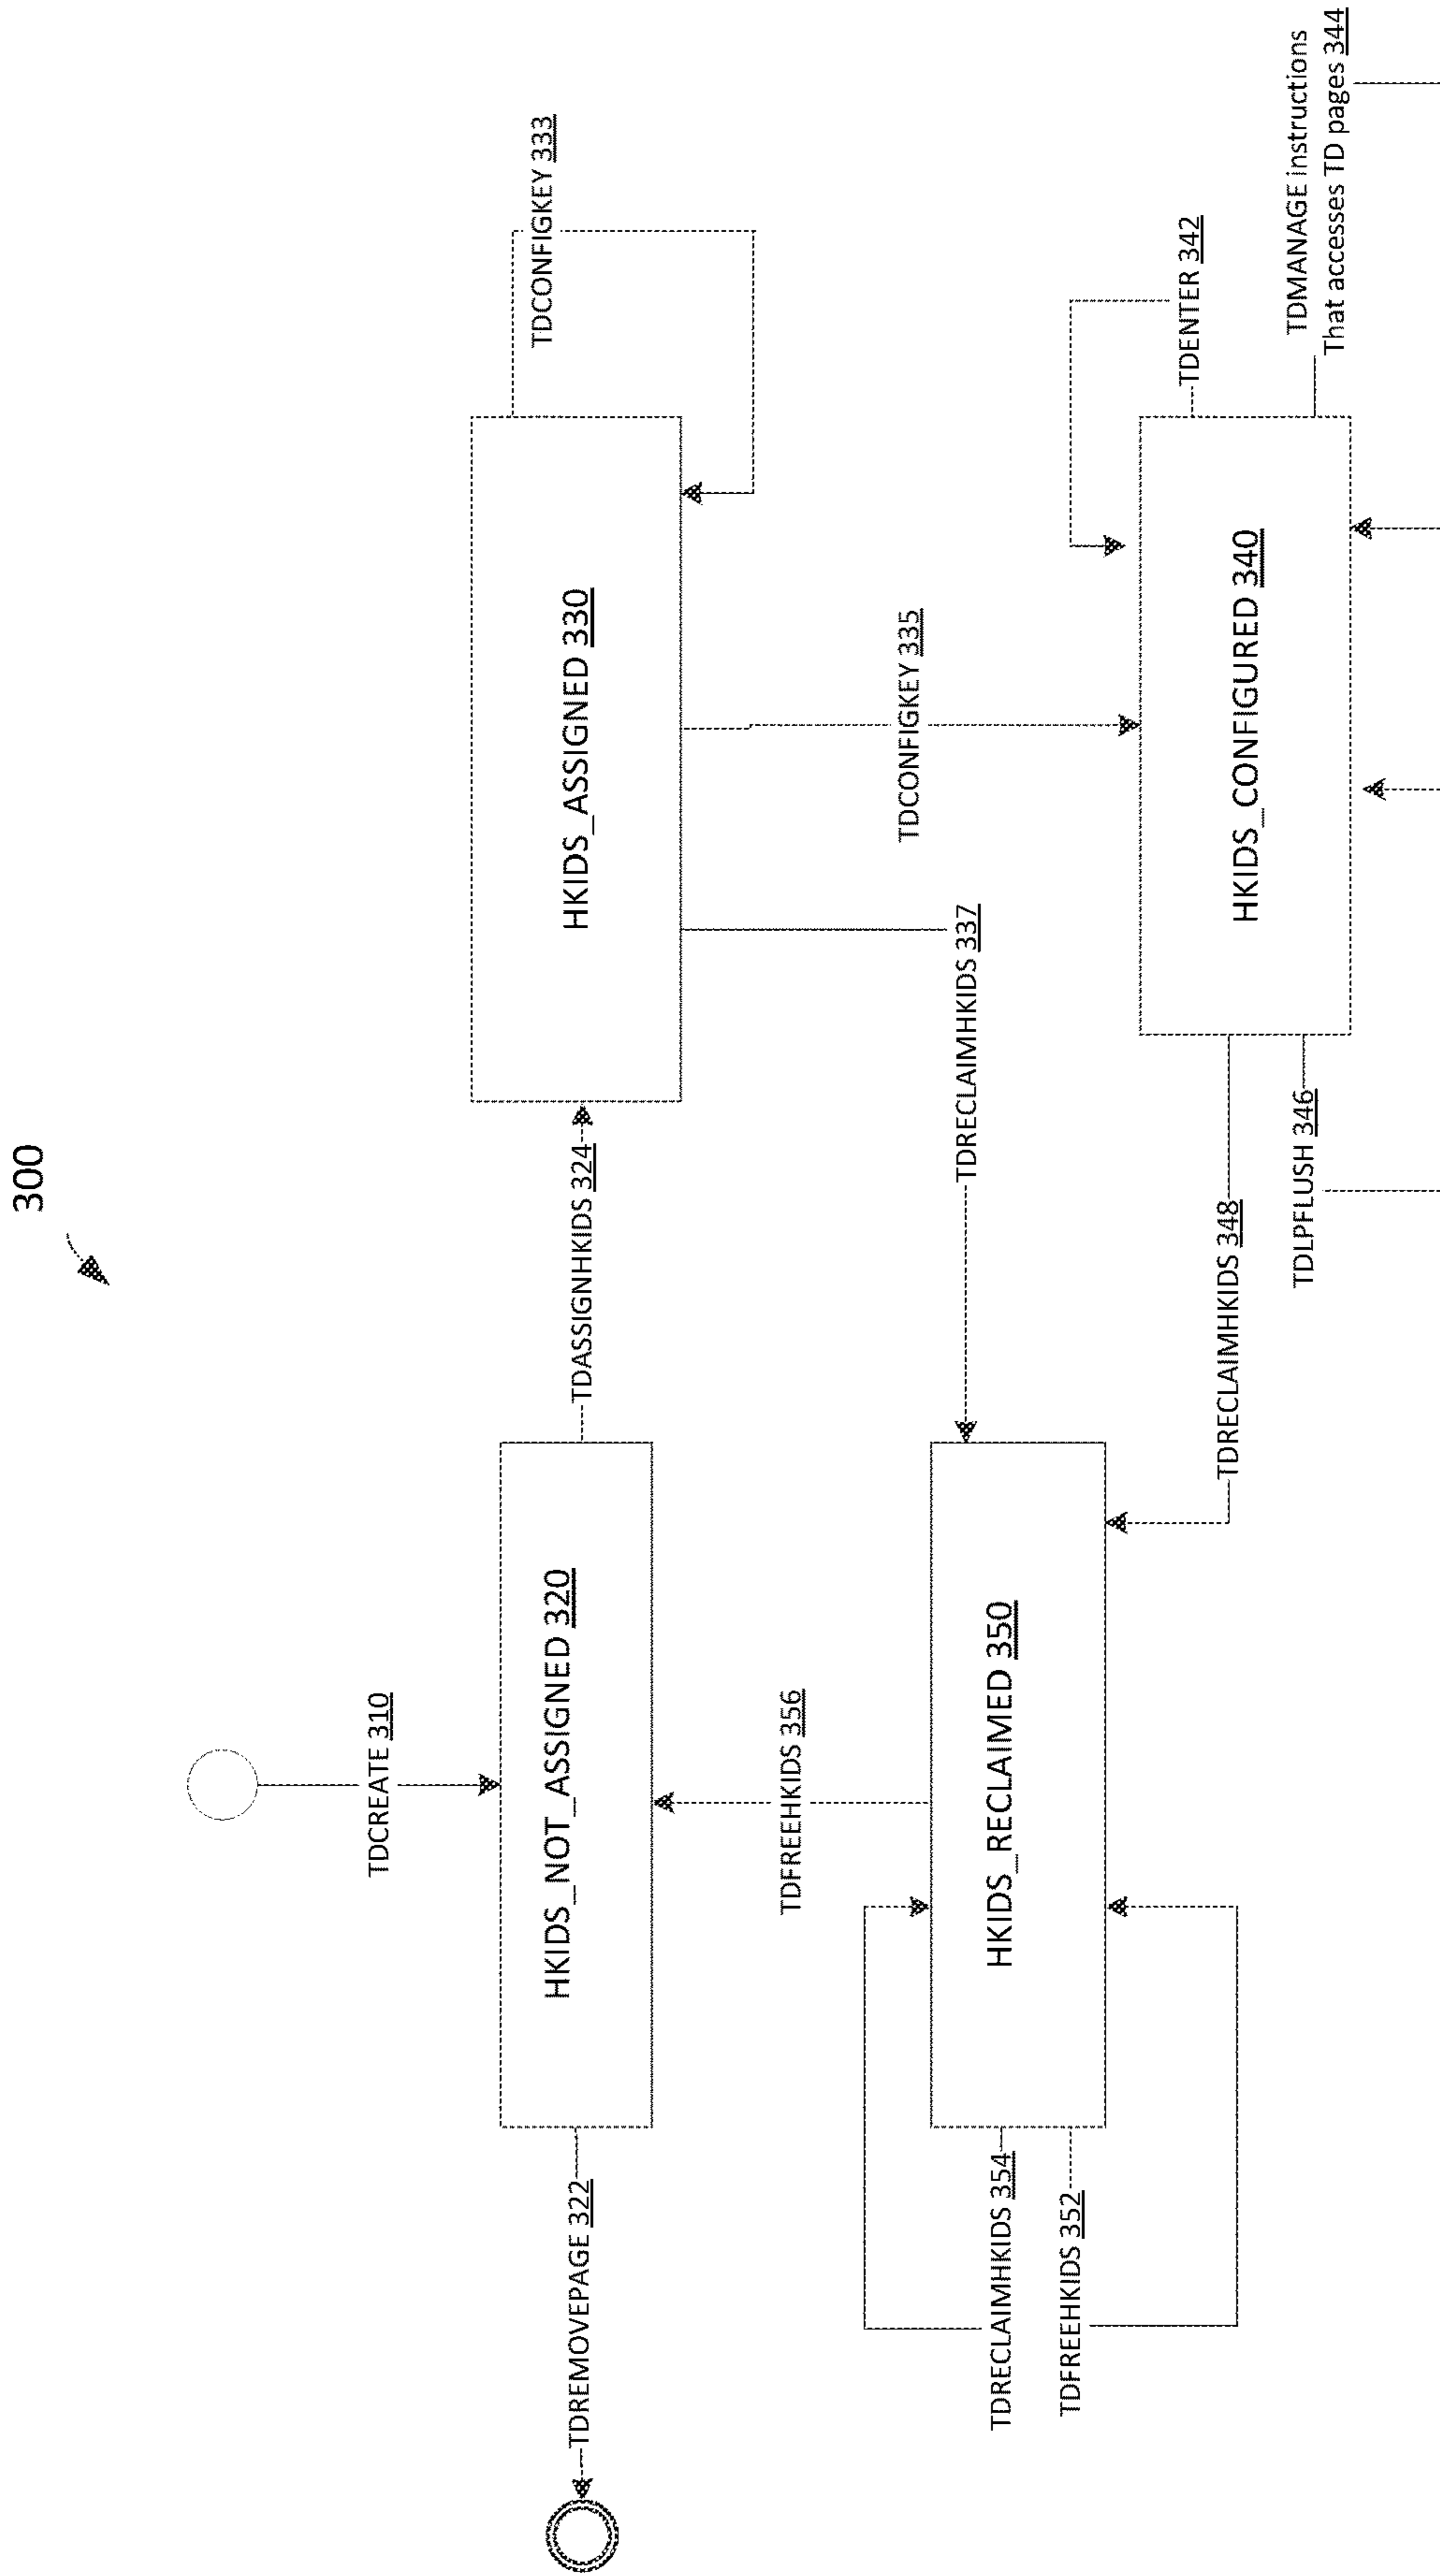 300
TDCREATE 310
TDREMOVEPAGE 322
HKIDS_NOT_ASSIGNED 320
TDASSIGNHKIDS 324
HKIDS_ASSIGNED 330
TDCONFIGKEY 333
TDFREEHKIDS 356
TDRECLAIMHKIDS 337
TDCONFIGKEY 335
TDRECLAIMHKIDS 354
TDFREEHKIDS 352
HKIDS_RECLAIMED 350
TDRECLAIMHKIDS 348
TDLPFLUSH 346
HKIDS_CONFIGURED 340
TDENTER 342
TDMANAGE instructions
That accesses TD pages 344